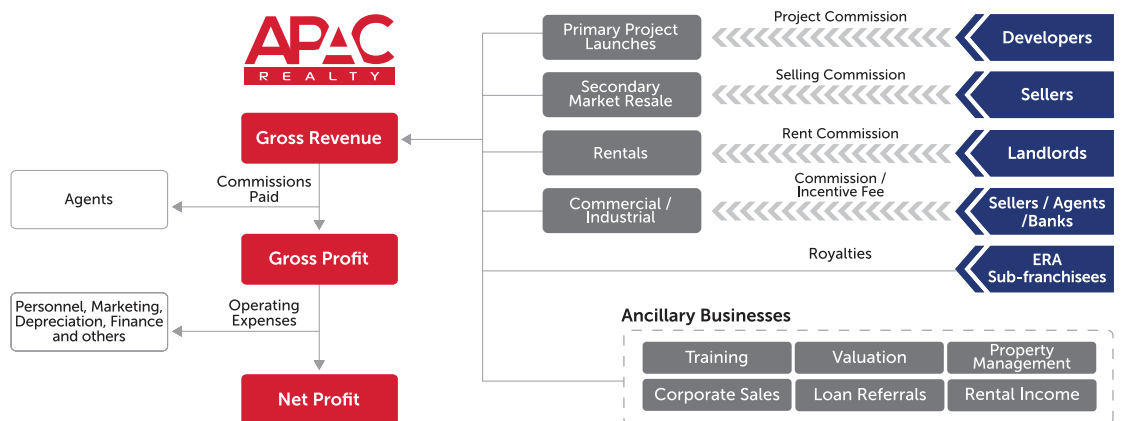 APAC
REALTY
Gross Revenue
Commissions
Paid
Agents
Gross Profit
Personnel, Marketing,
Depreciation, Finance
and others
Operating
Expenses
Net Profit
Primary Project
Launches
Project Commission
Developers
Secondary
Market Resale
Selling Commission
Sellers
Rentals
Rent Commission
Landlords
Commercial /
Industrial
Commission /
Incentive Fee
Sellers / Agents
/Banks
Royalties
ERA
Sub-franchisees
Ancillary Businesses
Training
Valuation
Property
Management
Corporate Sales
Loan Referrals
Rental Income